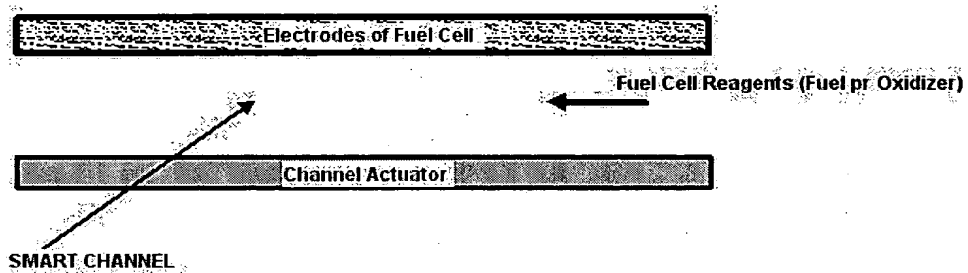 Electrodes of Fuel Cell
Fuel Cell Reagents (Fuel pr Oxidizer)
Channel Actuator
SMART CHANNEL